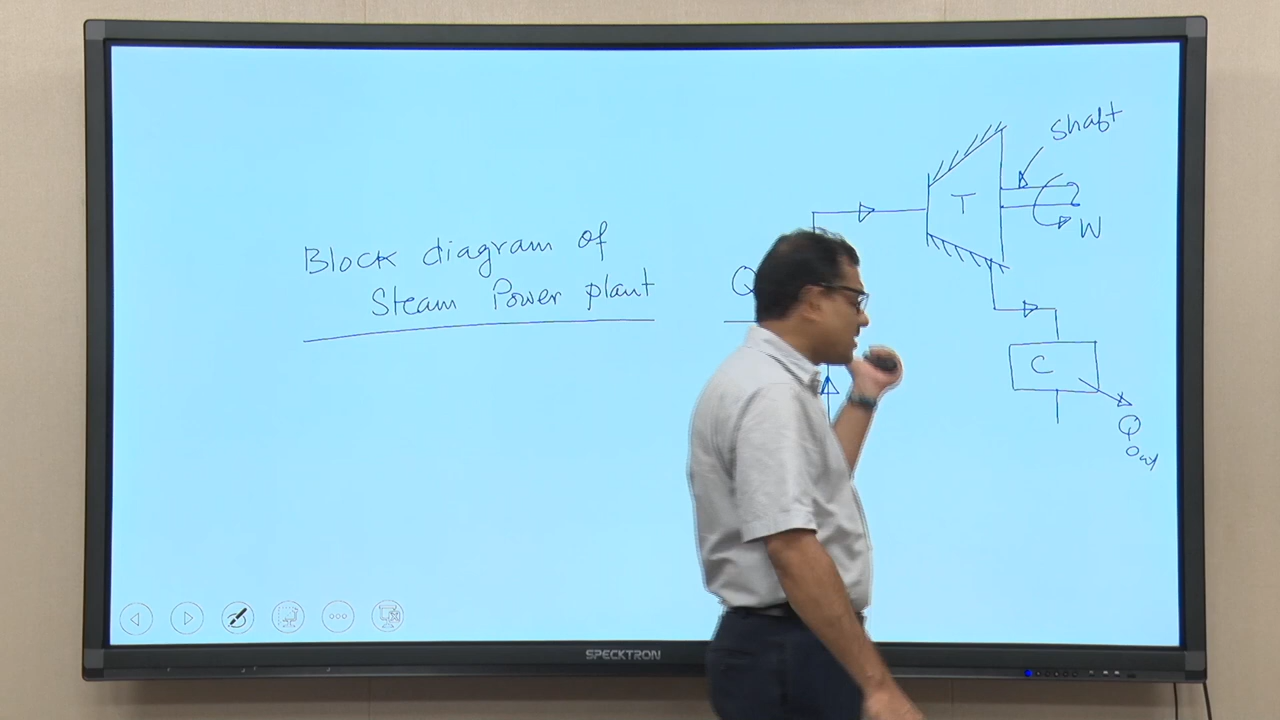 Block diagram of
Steam Power plant
Q
T
shaft
W
C
Q
out
SPECKTRON